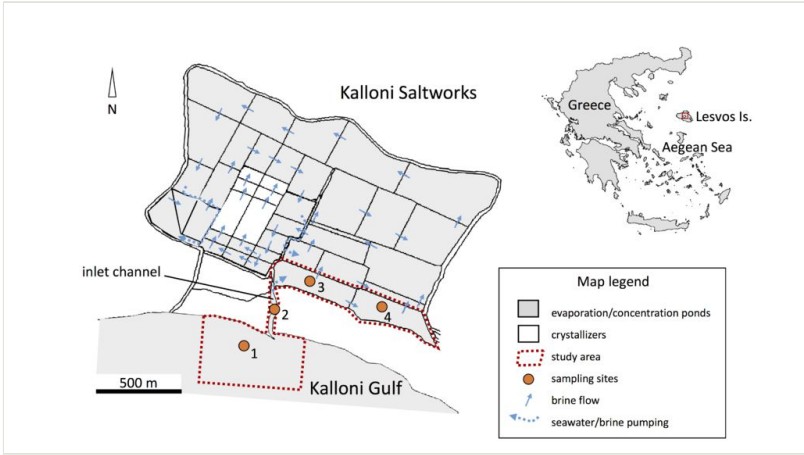 Kalloni Saltworks
N
Greece
Lesvos Is.
Aegean Sea
inlet channel
3
4
2
1
500 m
Kalloni Gulf
Map legend
evaporation/concentration ponds
crystallizers
study area
sampling sites
brine flow
seawater/brine pumping